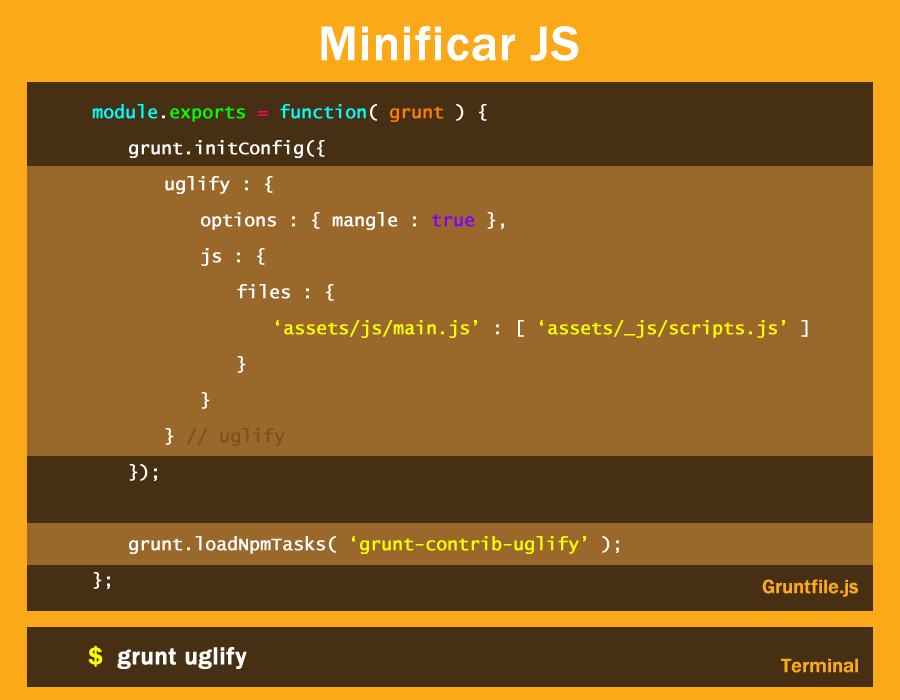 Minificar JS
module.exports = function( grunt ) {
grunt.initConfig({
uglify : {
options : { mangle : true },
js : {
files : {
‘assets/js/main.js’ : [ ‘assets/_js/scripts.js’ ]
}
}
} // uglify
});
grunt.loadNpmTasks( ‘grunt-contrib-uglify’ );
};
Gruntfile.js
$ grunt uglify
Terminal